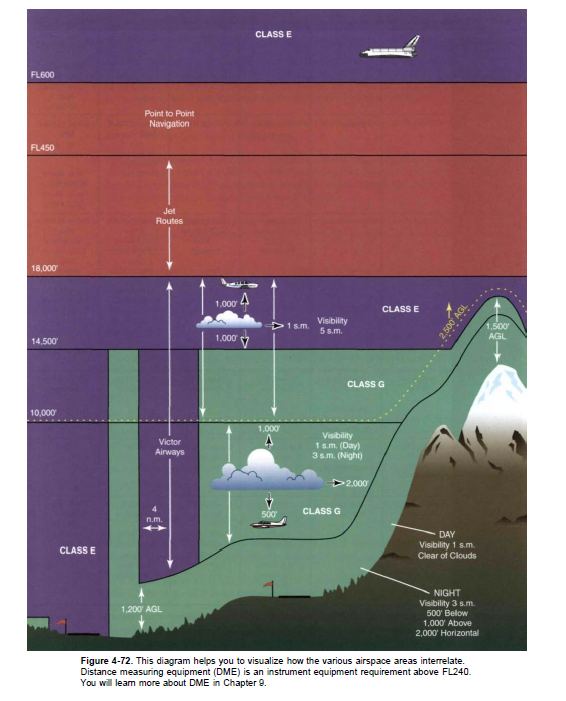 CLASS E
FL600
Point to Point
Navigation
FL450
Jet
Routes
18,000'
1,000'
CLASS E
1 s.m.
Visibility
5 s.m.
1,000'
14,500'
2,500' AGL
1,500'
AGL
CLASS G
10,000'
1,000'
Visibility
1 s.m. (Day)
3 s.m. (Night)
Victor
Airways
2,000'
4
n.m.
500'
CLASS G
CLASS E
DAY
Visibility 1 s.m.
Clear of Clouds
1,200' AGL
NIGHT
Visibility 3 s.m.
500' Below
1,000' Above
2,000' Horizontal
Figure 4-72. This diagram helps you to visualize how the various airspace areas interrelate.
Distance measuring equipment (DME) is an instrument equipment requirement above FL240.
You will learn more about DME in Chapter 9.